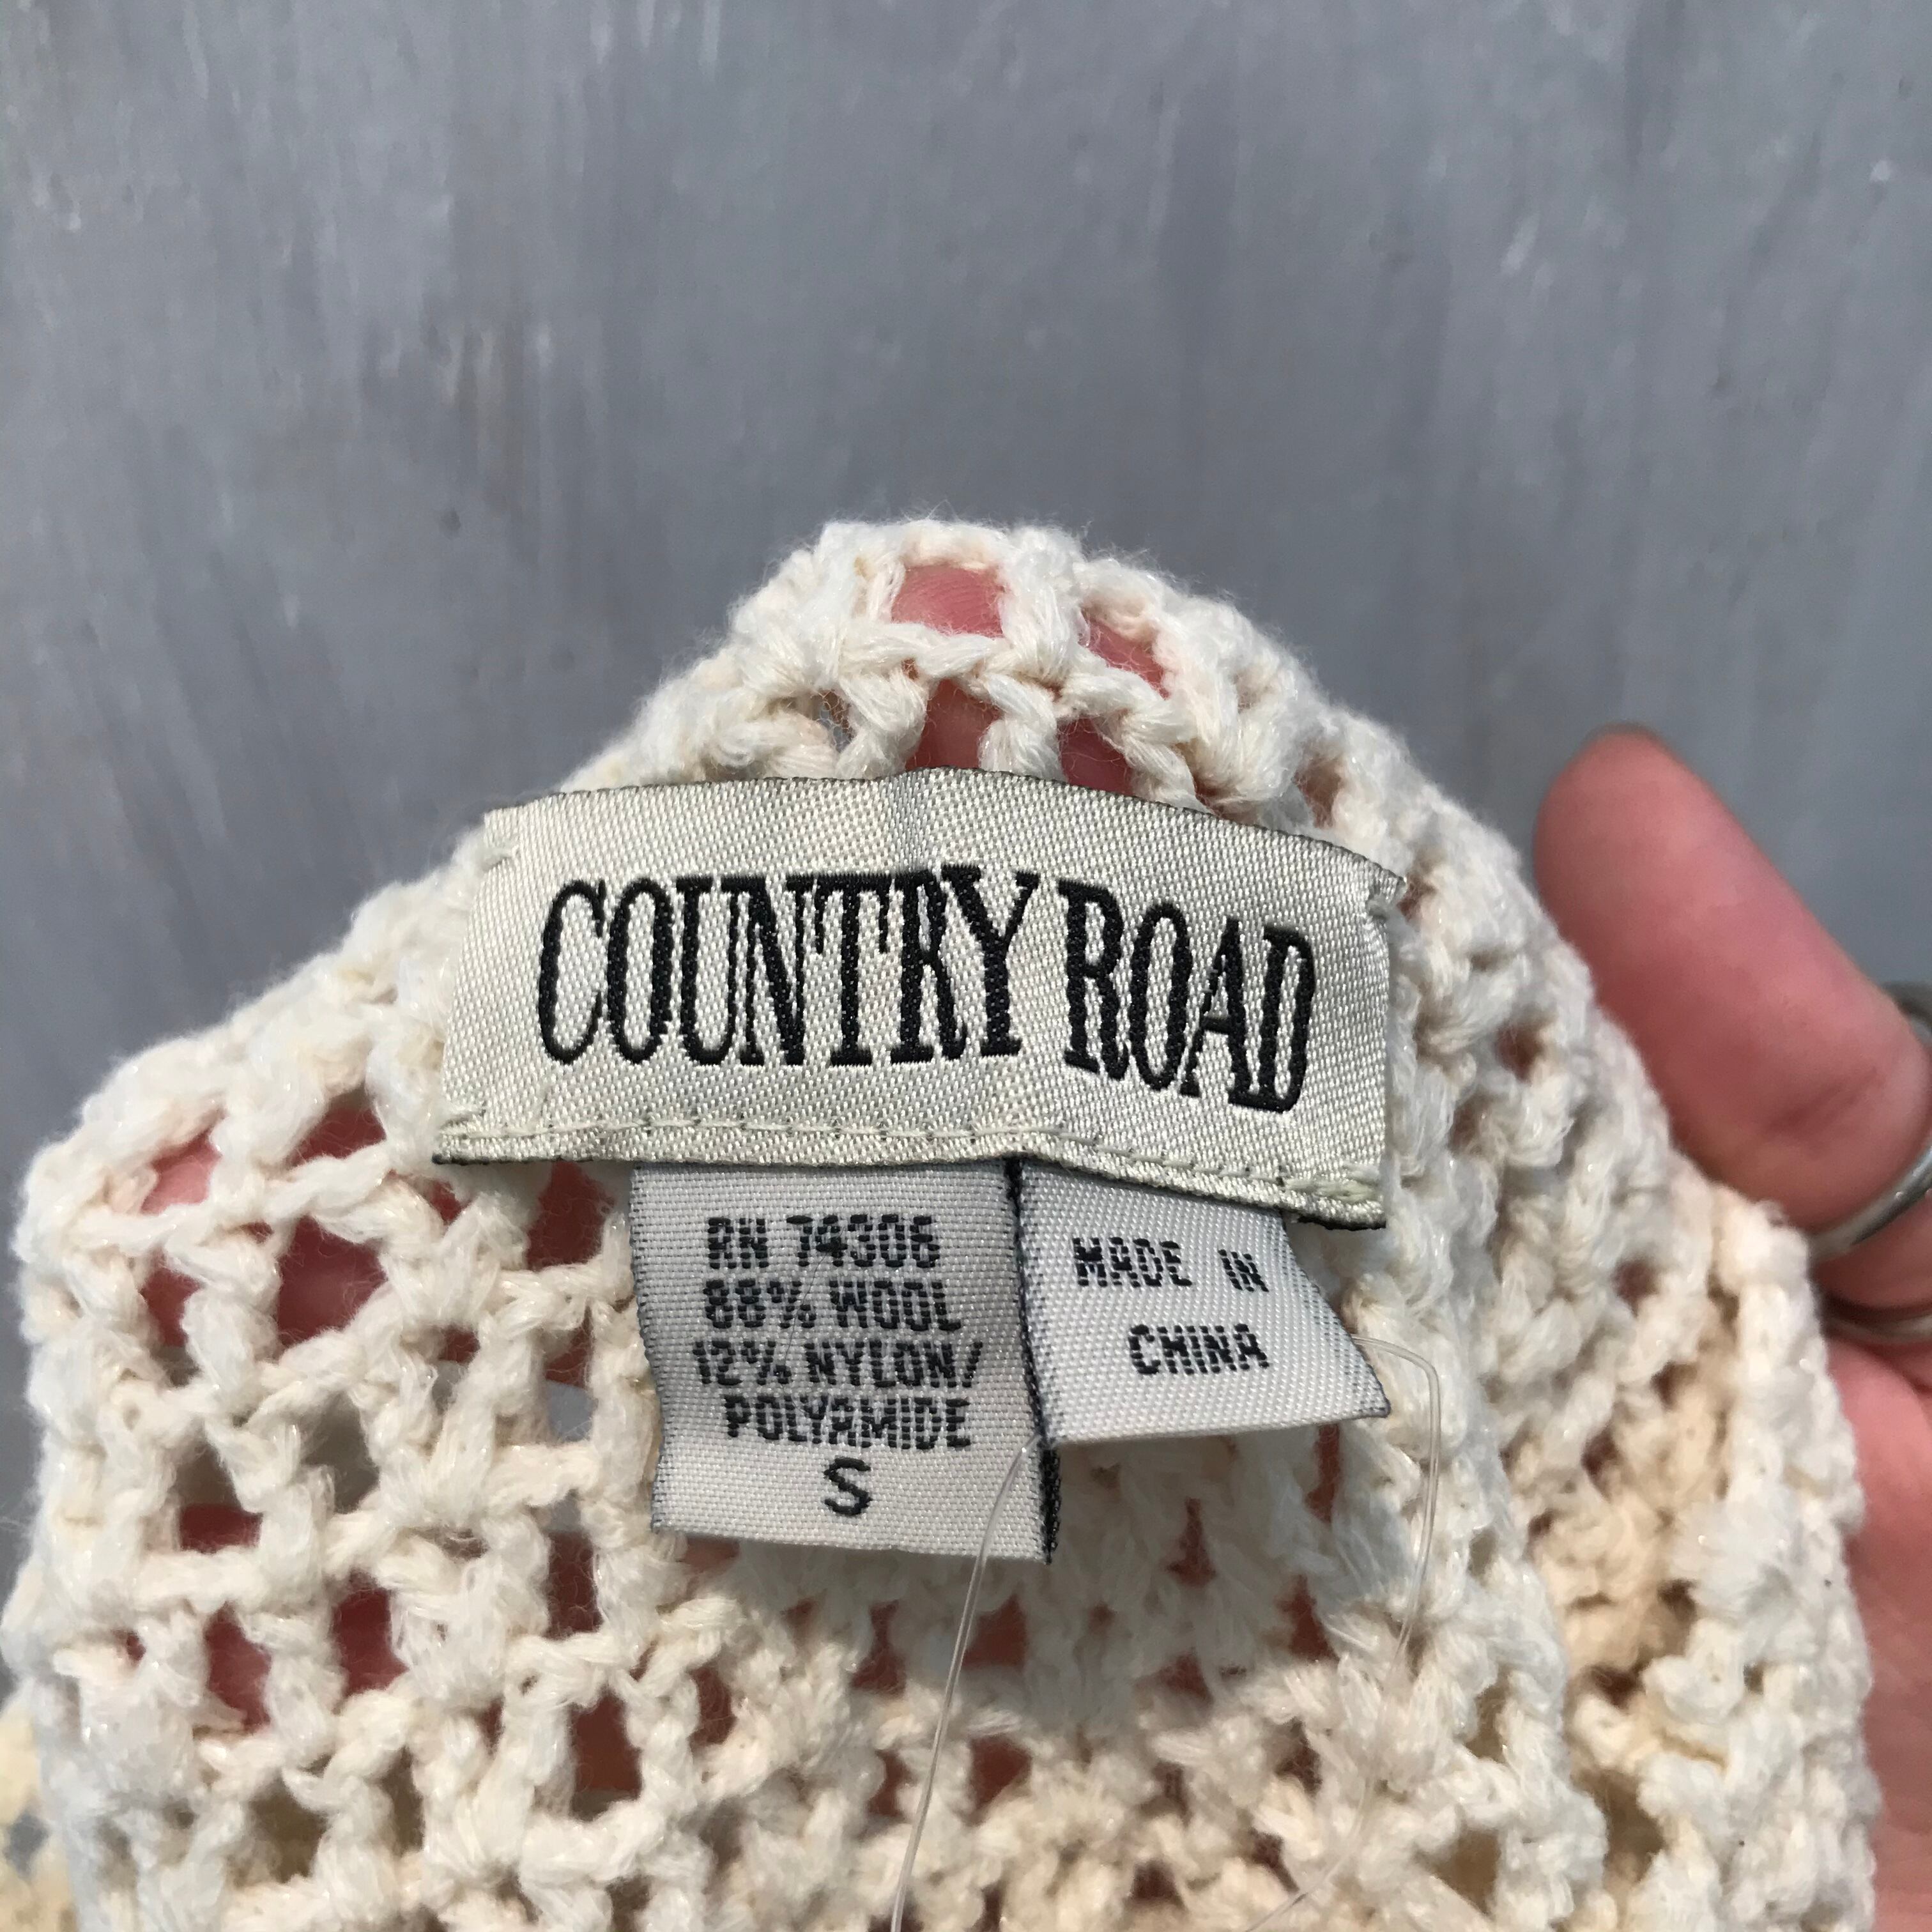 COUNTRY ROAD
RN 74306
88% WOOL
12% NYLON/
POLYAMIDE
S
MADE IN
CHINA